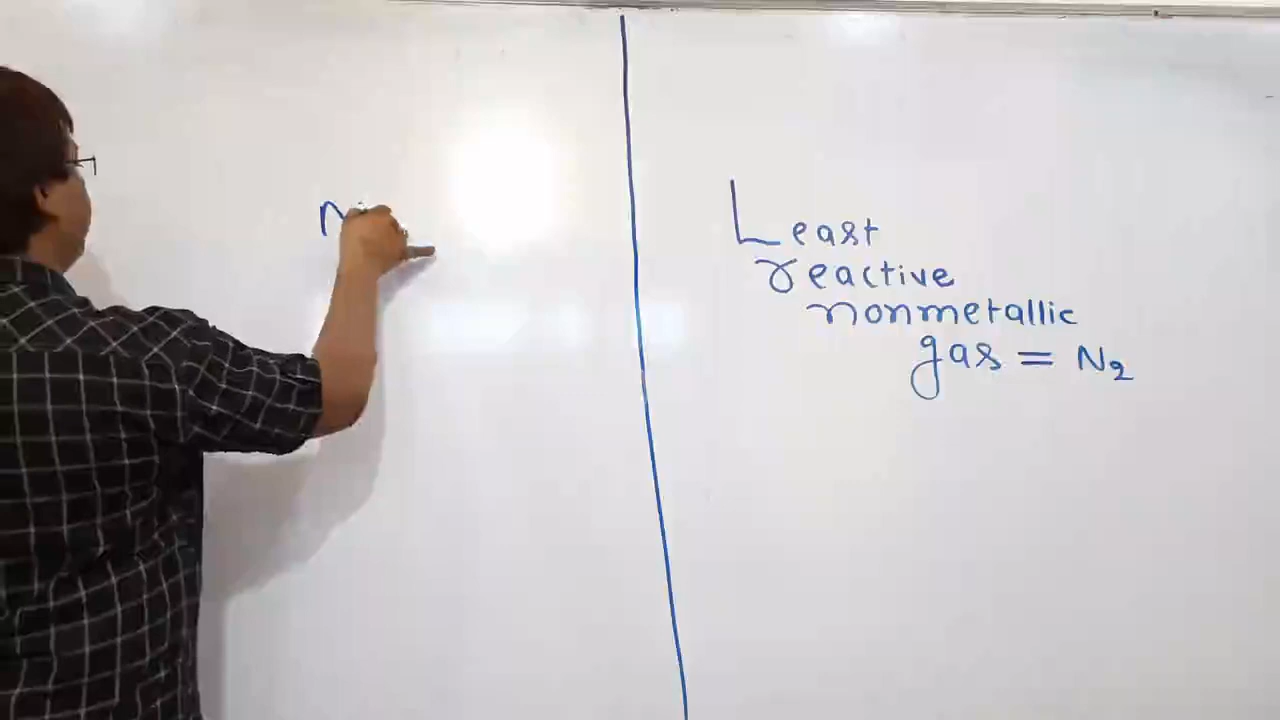 Least
reactive
nonmetallic
gas = N₂